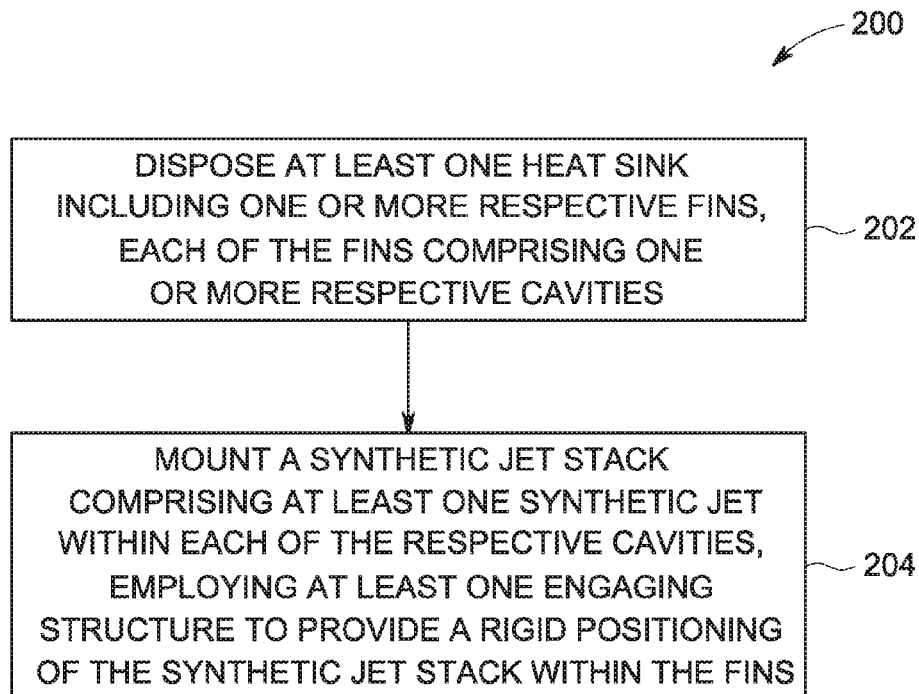 200
DISPOSE AT LEAST ONE HEAT SINK
INCLUDING ONE OR MORE RESPECTIVE FINS,
EACH OF THE FINS COMPRISING ONE
OR MORE RESPECTIVE CAVITIES
202
MOUNT A SYNTHETIC JET STACK
COMPRISING AT LEAST ONE SYNTHETIC JET
WITHIN EACH OF THE RESPECTIVE CAVITIES,
EMPLOYING AT LEAST ONE ENGAGING
STRUCTURE TO PROVIDE A RIGID POSITIONING
OF THE SYNTHETIC JET STACK WITHIN THE FINS
204